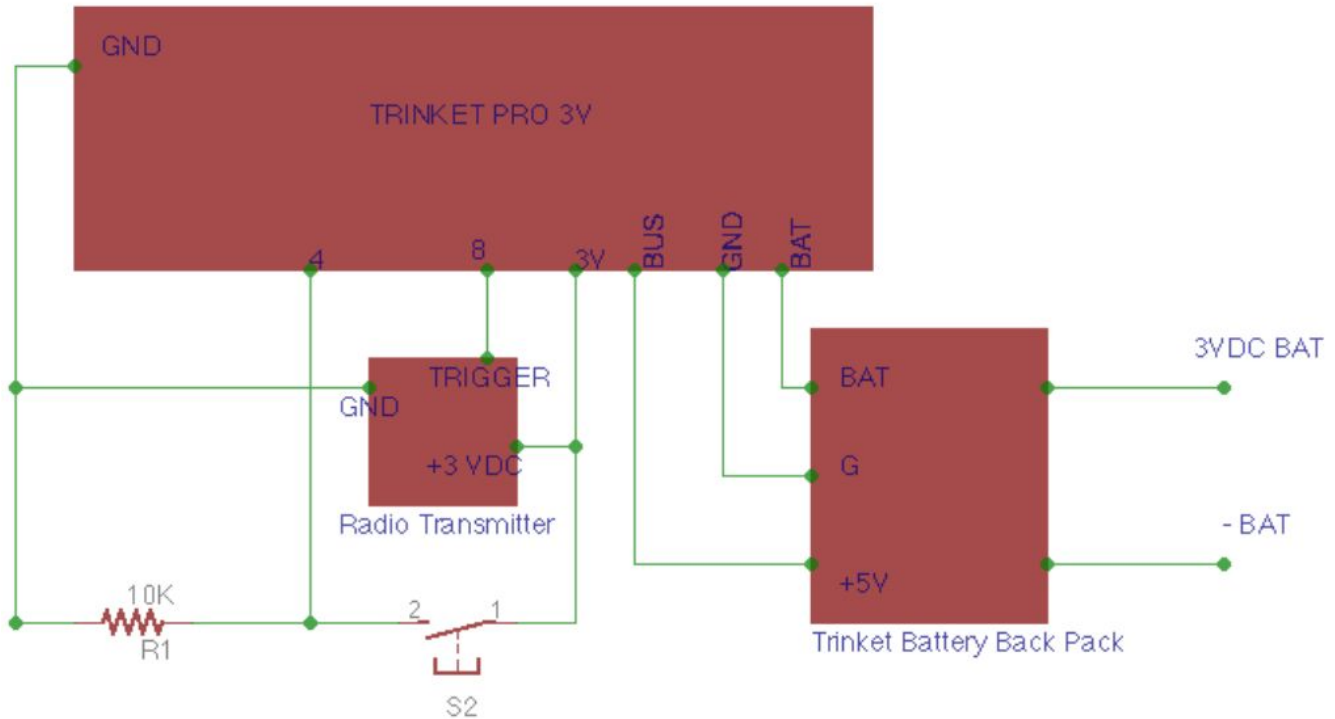 GND
TRINKET PRO 3V
4
8
3V
BUS
GND
BAT
TRIGGER
GND
+3 VDC
Radio Transmitter
BAT
G
+5V
Trinket Battery Back Pack
3VDC BAT
- BAT
10K
R1
2
1
S2